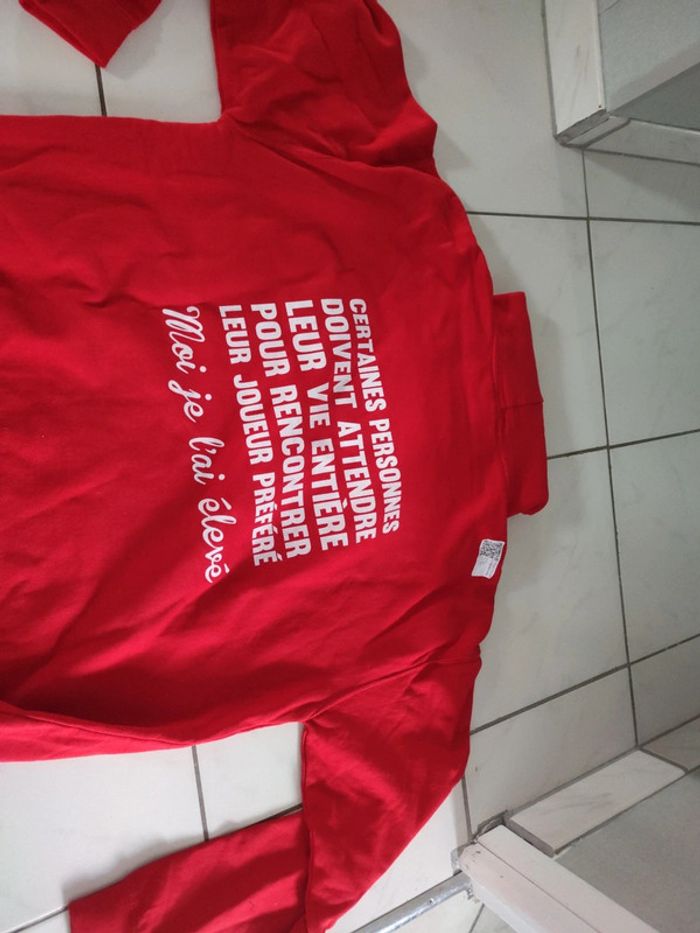 CERTAINES PERSONNES
DOIVENT ATTENDRE
LEUR VIE ENTIÈRE
POUR RENCONTRER
LEUR JOUEUR PRÉFÉRÉ
Moi je l'ai élevé